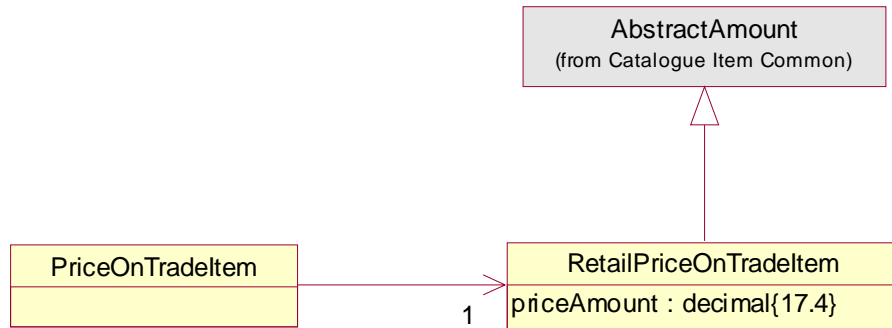 AbstractAmount
(from Catalogue Item Common)
PriceOnTradeItem
RetailPriceOnTradeItem
1
priceAmount : decimal{17.4}